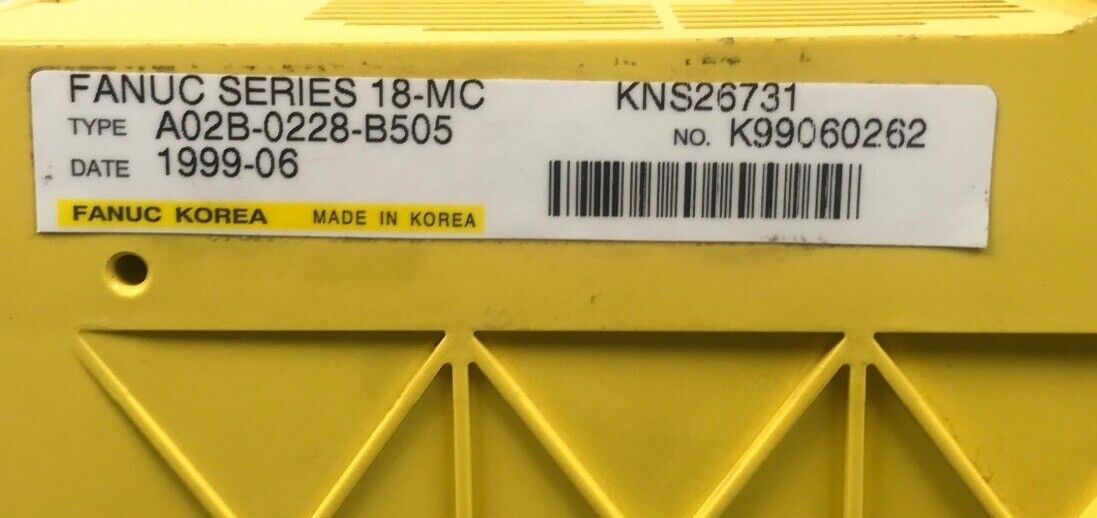 FANUC SERIES 18-MC KNS26731
TYPE A02B-0228-B505 NO. K99060262
DATE 1999-06
FANUC KOREA MADE IN KOREA